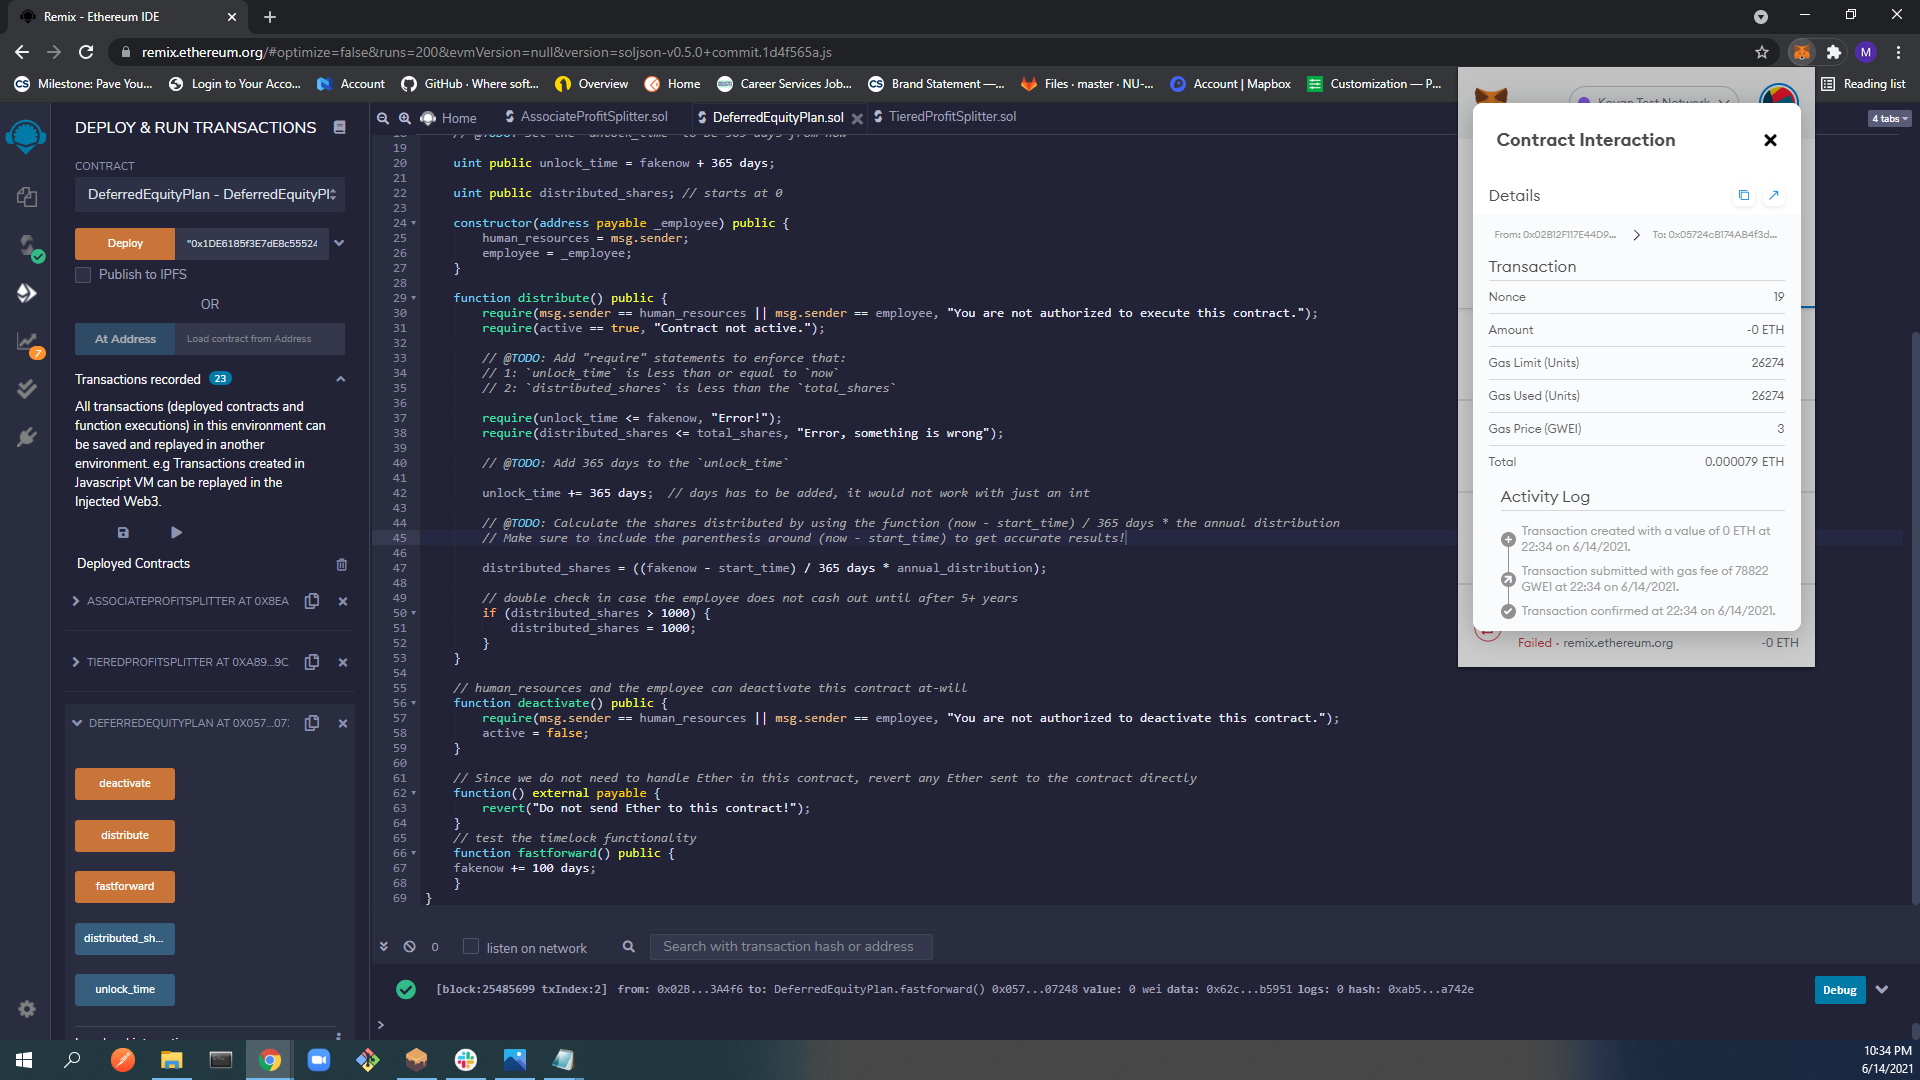 Remix - Ethereum IDE
remix.ethereum.org/#optimize=false&runs=200&evmVersion=null&version=soljson-v0.5.0+commit.1d4f565a.js
M
Milestone: Pave You...
Login to Your Acco...
Account
GitHub · Where soft...
Overview
Home
Career Services Job...
Brand Statement —...
Files · master · NU-...
Account | Mapbox
Customization — P...
Reading list
DEPLOY & RUN TRANSACTIONS
CONTRACT
DeferredEquityPlan - DeferredEquityPl
Deploy
"0x1DE6185f3E7dE8c55524
Publish to IPFS
OR
At Address
Load contract from Address
7
Transactions recorded 23
All transactions (deployed contracts and
function executions) in this environment can
be saved and replayed in another
environment. e.g Transactions created in
Javascript VM can be replayed in the
Injected Web3.
Deployed Contracts
ASSOCIATEPROFITSPLITTER AT 0X8EA
TIEREDPROFITSPLITTER AT 0XA89...9C
DEFERREDEQUITYPLAN AT 0X057...07
deactivate
distribute
fastforward
distributed_sh...
unlock_time
Home
AssociateProfitSplitter.sol
DeferredEquityPlan.sol
TieredProfitSplitter.sol
4 tabs
18 // @TODO: Set the `unlock_time` to be 365 days from now
19
20 uint public unlock_time = fakenow + 365 days;
21
22 uint public distributed_shares; // starts at 0
23
24 constructor(address payable _employee) public {
25 human_resources = msg.sender;
26 employee = _employee;
27 }
28
29 function distribute() public {
30 require(msg.sender == human_resources || msg.sender == employee, "You are not authorized to execute this contract.");
31 require(active == true, "Contract not active.");
32
33 // @TODO: Add "require" statements to enforce that:
34 // 1: `unlock_time` is less than or equal to `now`
35 // 2: `distributed_shares` is less than the `total_shares`
36
37 require(unlock_time <= fakenow, "Error!");
38 require(distributed_shares <= total_shares, "Error, something is wrong");
39
40 // @TODO: Add 365 days to the `unlock_time`
41
42 unlock_time += 365 days; // days has to be added, it would not work with just an int
43
44 // @TODO: Calculate the shares distributed by using the function (now - start_time) / 365 days * the annual distribution
45 // Make sure to include the parenthesis around (now - start_time) to get accurate results!
46
47 distributed_shares = ((fakenow - start_time) / 365 days * annual_distribution);
48
49 // double check in case the employee does not cash out until after 5+ years
50 if (distributed_shares > 1000) {
51 distributed_shares = 1000;
52 }
53 }
54
55 // human_resources and the employee can deactivate this contract at-will
56 function deactivate() public {
57 require(msg.sender == human_resources || msg.sender == employee, "You are not authorized to deactivate this contract.");
58 active = false;
59 }
60
61 // Since we do not need to handle Ether in this contract, revert any Ether sent to the contract directly
62 function() external payable {
63 revert("Do not send Ether to this contract!");
64 }
65 // test the timelock functionality
66 function fastforward() public {
67 fakenow += 100 days;
68 }
69 }
0
listen on network
Search with transaction hash or address
[block:25485699 txIndex:2] from: 0x02B...3A4f6 to: DeferredEquityPlan.fastforward() 0x057...07248 value: 0 wei data: 0x62c...b5951 logs: 0 hash: 0xab5...a742e
Debug
>
Kovan Test Network
Contract Interaction
Details
From: 0x02B12F117E44D9...
To: 0x05724cB174AB4f3d...
Transaction
Nonce 19
Amount -0 ETH
Gas Limit (Units) 26274
Gas Used (Units) 26274
Gas Price (GWEI) 3
Total 0.000079 ETH
Activity Log
Transaction created with a value of 0 ETH at
22:34 on 6/14/2021.
Transaction submitted with gas fee of 78822
GWEI at 22:34 on 6/14/2021.
Transaction confirmed at 22:34 on 6/14/2021.
Failed · remix.ethereum.org
-0 ETH
10:34 PM
6/14/2021